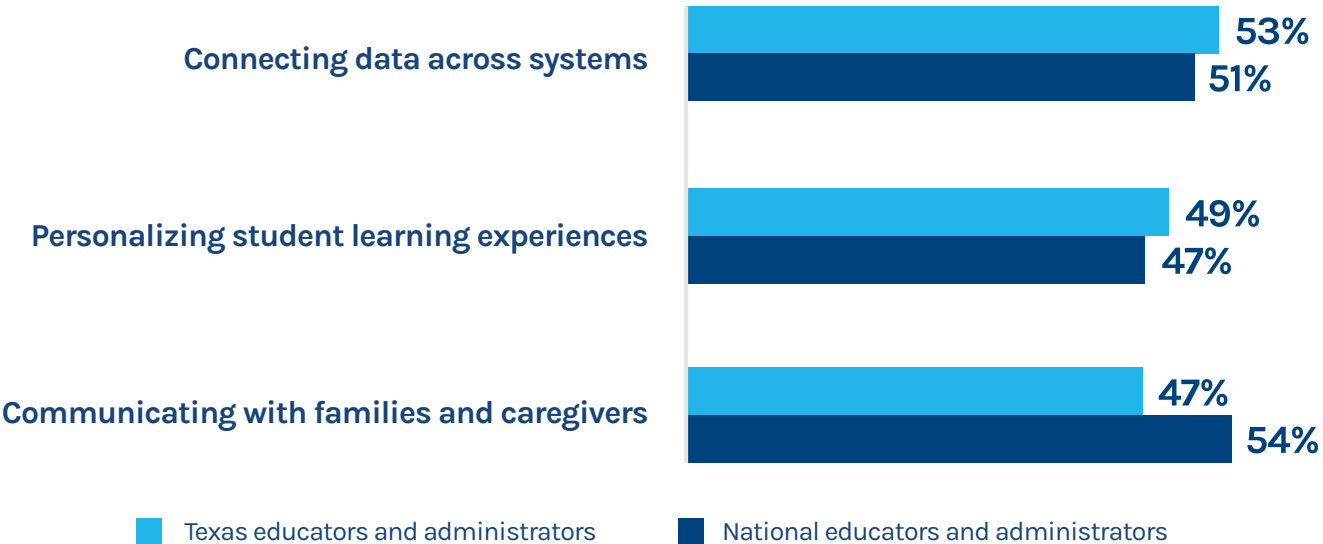 Connecting data across systems
53%
51%
Personalizing student learning experiences
49%
47%
Communicating with families and caregivers
47%
54%
Texas educators and administrators
National educators and administrators